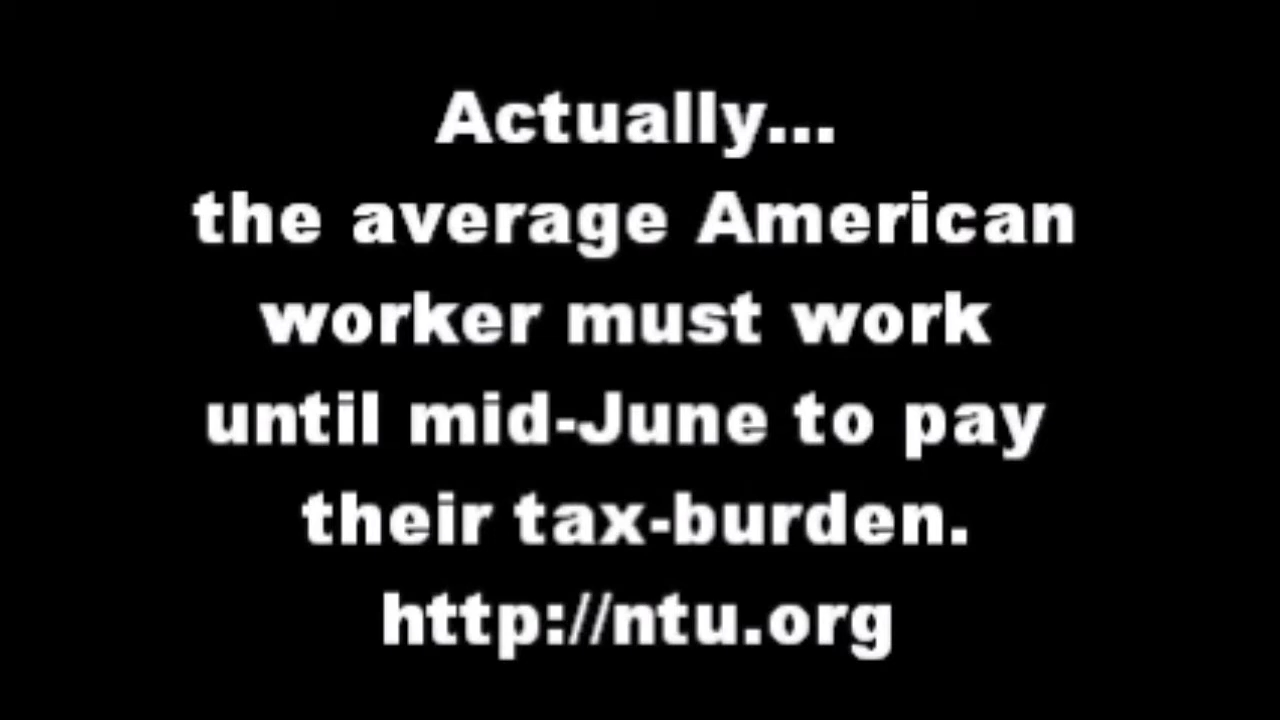 Actually...
the average American
worker must work
until mid-June to pay
their tax-burden.
http://ntu.org